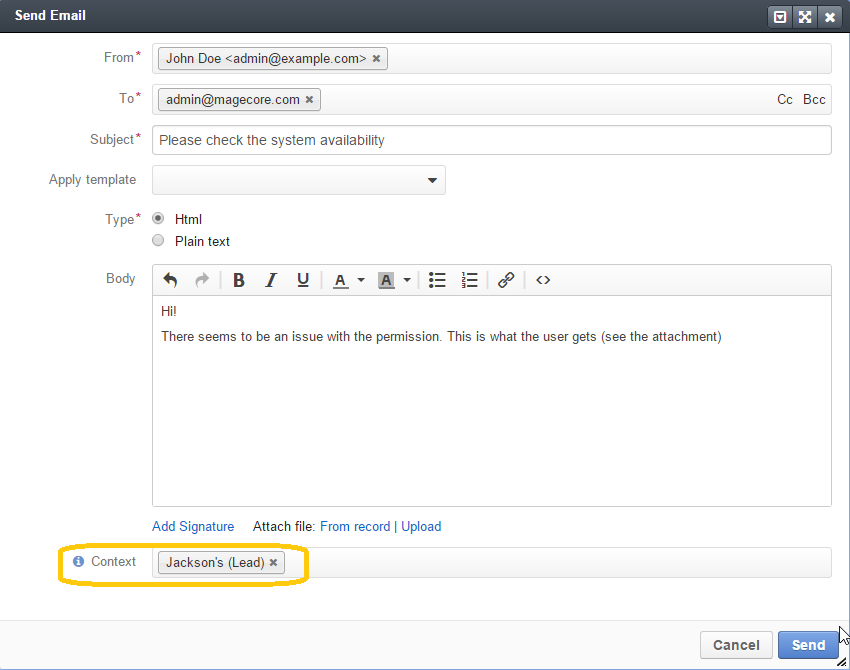 Send Email
From* John Doe <admin@example.com>
To* admin@magecore.com Cc Bcc
Subject* Please check the system availability
Apply template
Type* Html
Plain text
Body B I U A A
Hi!
There seems to be an issue with the permission. This is what the user gets (see the attachment)
Add Signature Attach file: From record | Upload
Context Jackson's (Lead)
Cancel Send